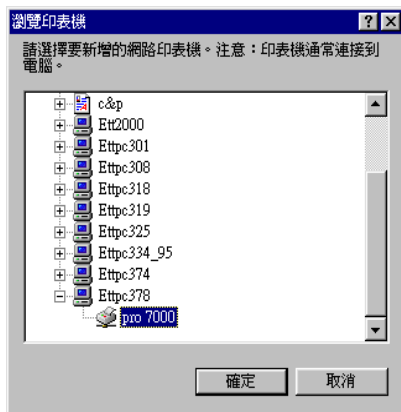 瀏覽印表機
請選擇要新增的網路印表機。注意：印表機通常連接到
電腦。
c&p
Ett2000
Ettpc301
Ettpc308
Ettpc318
Ettpc319
Ettpc325
Ettpc334_95
Ettpc374
Ettpc378
pro 7000
確定
取消